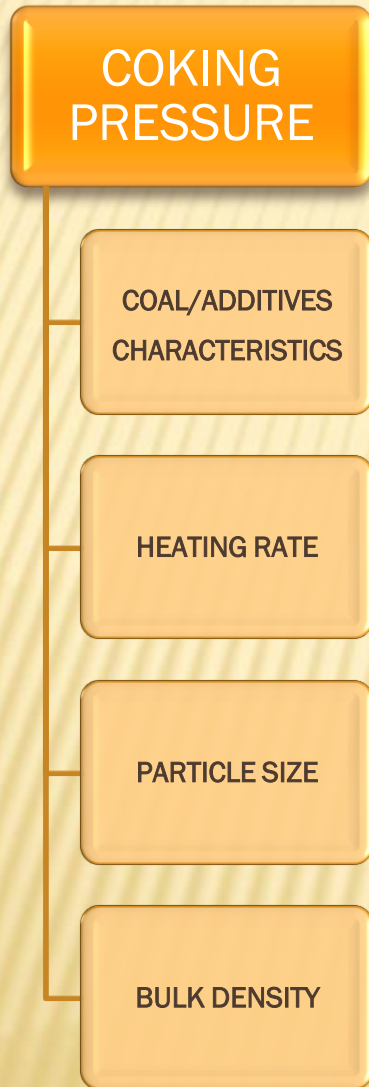 COKING
PRESSURE
COAL/ADDITIVES
CHARACTERISTICS
HEATING RATE
PARTICLE SIZE
BULK DENSITY